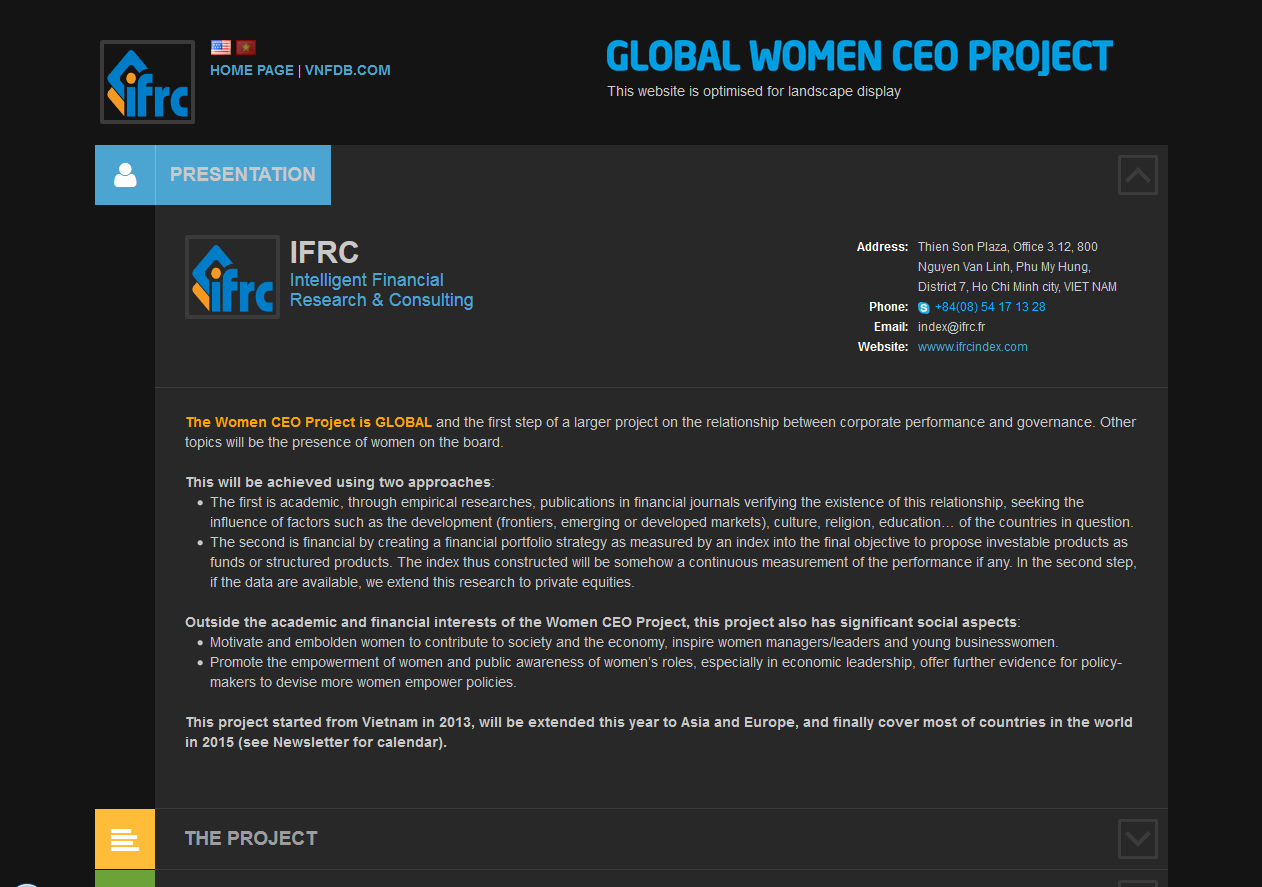 ifrc
HOME PAGE | VNFDB.COM
GLOBAL WOMEN CEO PROJECT
This website is optimised for landscape display
PRESENTATION
ifrc
IFRC
Intelligent Financial
Research & Consulting
Address: Thien Son Plaza, Office 3.12, 800
Nguyen Van Linh, Phu My Hung,
District 7, Ho Chi Minh city, VIET NAM
Phone: +84(08) 54 17 13 28
Email: index@ifrc.fr
Website: wwww.ifrcindex.com
The Women CEO Project is GLOBAL and the first step of a larger project on the relationship between corporate performance and governance. Other
topics will be the presence of women on the board.
This will be achieved using two approaches:
• The first is academic, through empirical researches, publications in financial journals verifying the existence of this relationship, seeking the
influence of factors such as the development (frontiers, emerging or developed markets), culture, religion, education… of the countries in question.
• The second is financial by creating a financial portfolio strategy as measured by an index into the final objective to propose investable products as
funds or structured products. The index thus constructed will be somehow a continuous measurement of the performance if any. In the second step,
if the data are available, we extend this research to private equities.
Outside the academic and financial interests of the Women CEO Project, this project also has significant social aspects:
• Motivate and embolden women to contribute to society and the economy, inspire women managers/leaders and young businesswomen.
• Promote the empowerment of women and public awareness of women's roles, especially in economic leadership, offer further evidence for policy-
makers to devise more women empower policies.
This project started from Vietnam in 2013, will be extended this year to Asia and Europe, and finally cover most of countries in the world
in 2015 (see Newsletter for calendar).
THE PROJECT